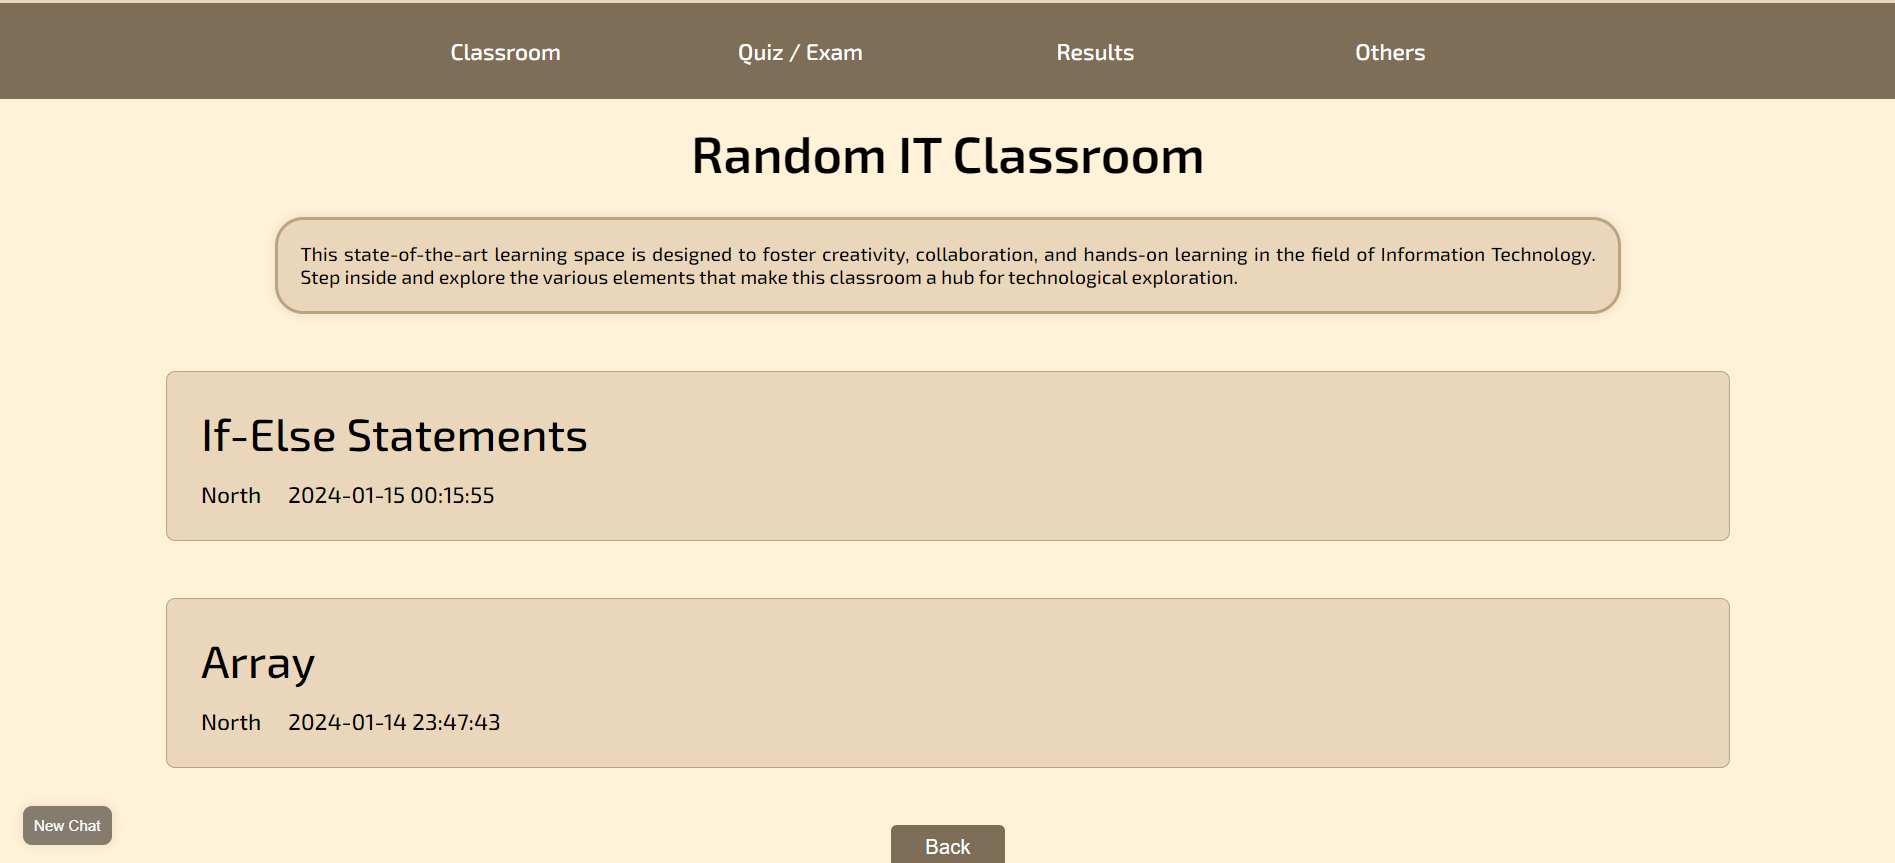 Classroom Quiz / Exam Results Others
Random IT Classroom
This state-of-the-art learning space is designed to foster creativity, collaboration, and hands-on learning in the field of Information Technology.
Step inside and explore the various elements that make this classroom a hub for technological exploration.
If-Else Statements
North 2024-01-15 00:15:55
Array
North 2024-01-14 23:47:43
New Chat
Back